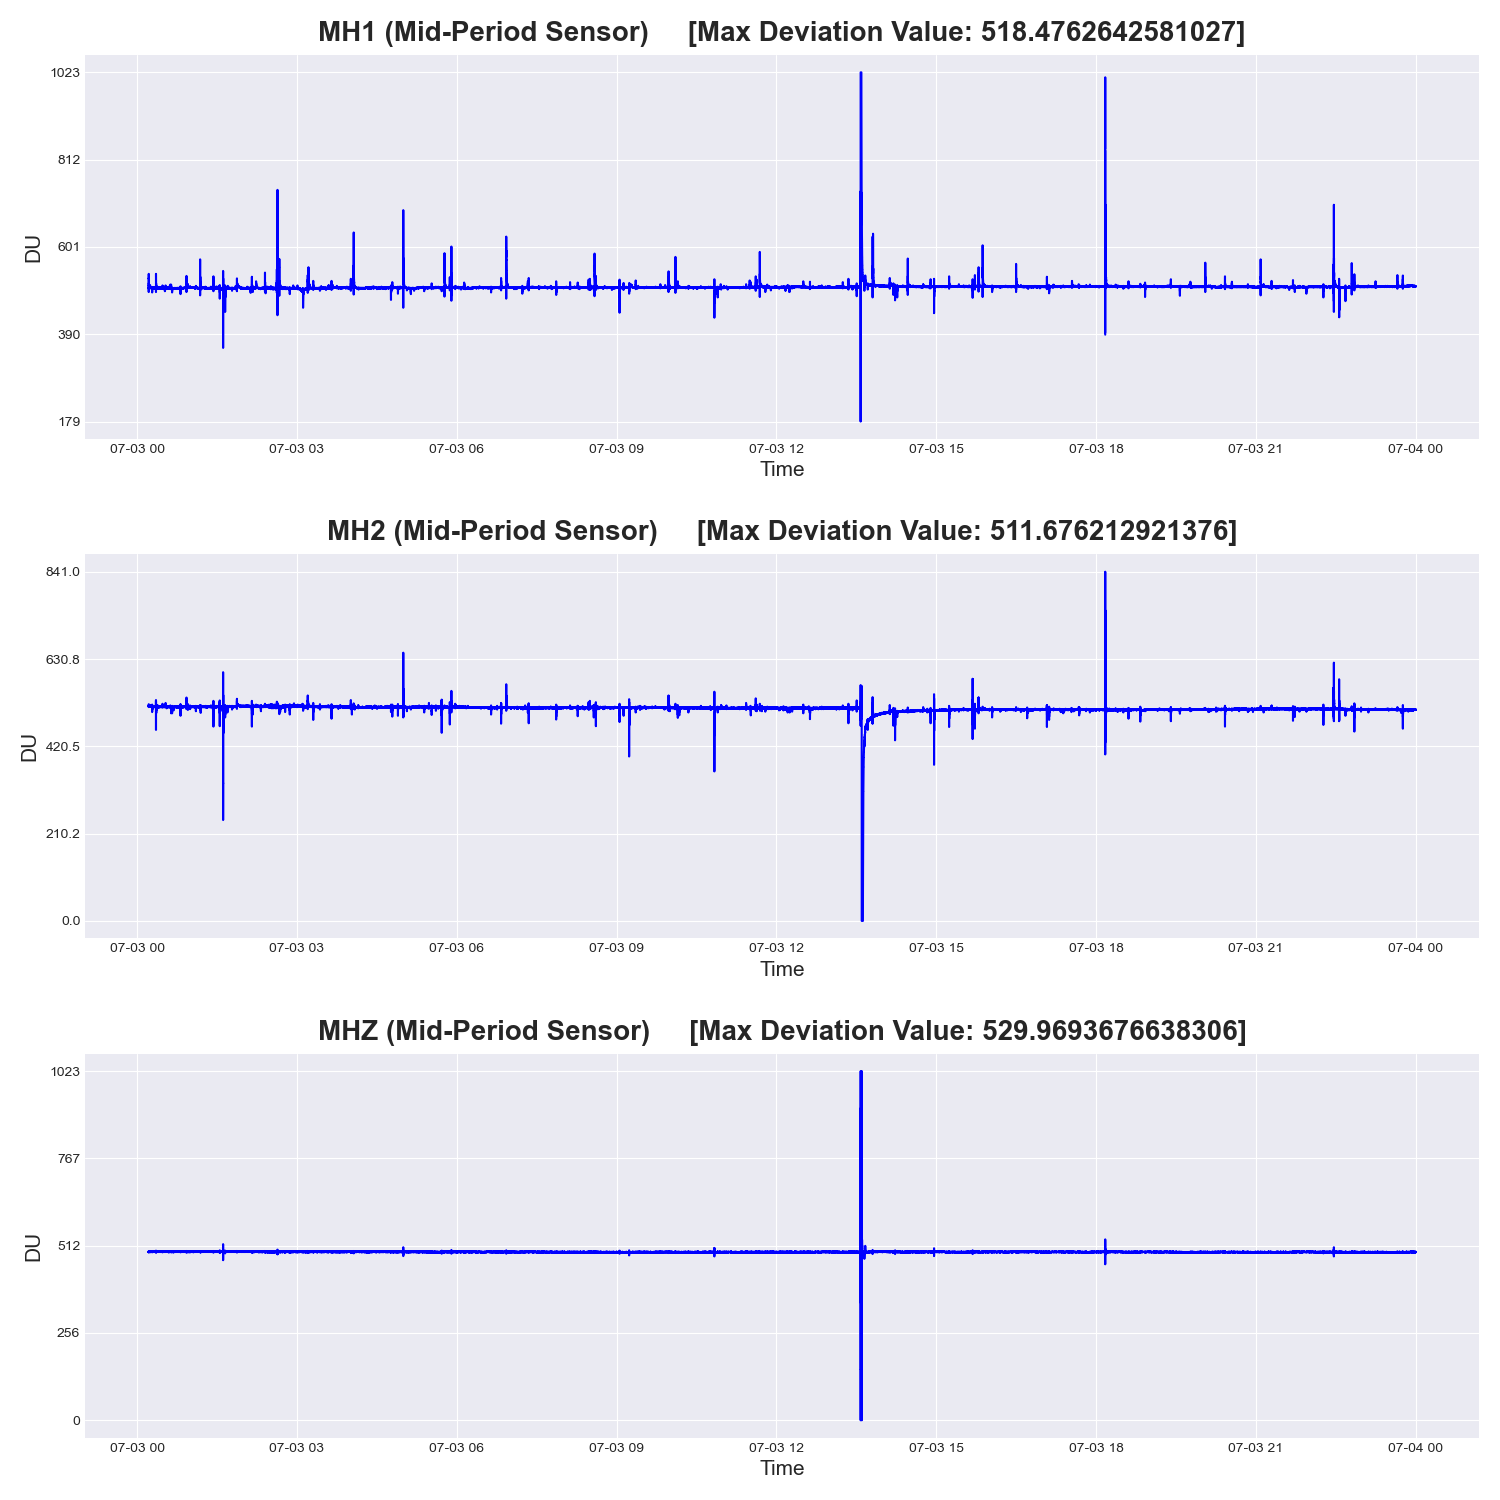 MH1 (Mid-Period Sensor) [Max Deviation Value: 518.4762642581027]
1023
812
601
390
179
DU
07-03 00 07-03 03 07-03 06 07-03 09 07-03 12 07-03 15 07-03 18 07-03 21 07-04 00
Time
MH2 (Mid-Period Sensor) [Max Deviation Value: 511.676212921376]
841.0
630.8
420.5
210.2
0.0
DU
07-03 00 07-03 03 07-03 06 07-03 09 07-03 12 07-03 15 07-03 18 07-03 21 07-04 00
Time
MHZ (Mid-Period Sensor) [Max Deviation Value: 529.9693676638306]
1023
767
512
256
0
DU
07-03 00 07-03 03 07-03 06 07-03 09 07-03 12 07-03 15 07-03 18 07-03 21 07-04 00
Time